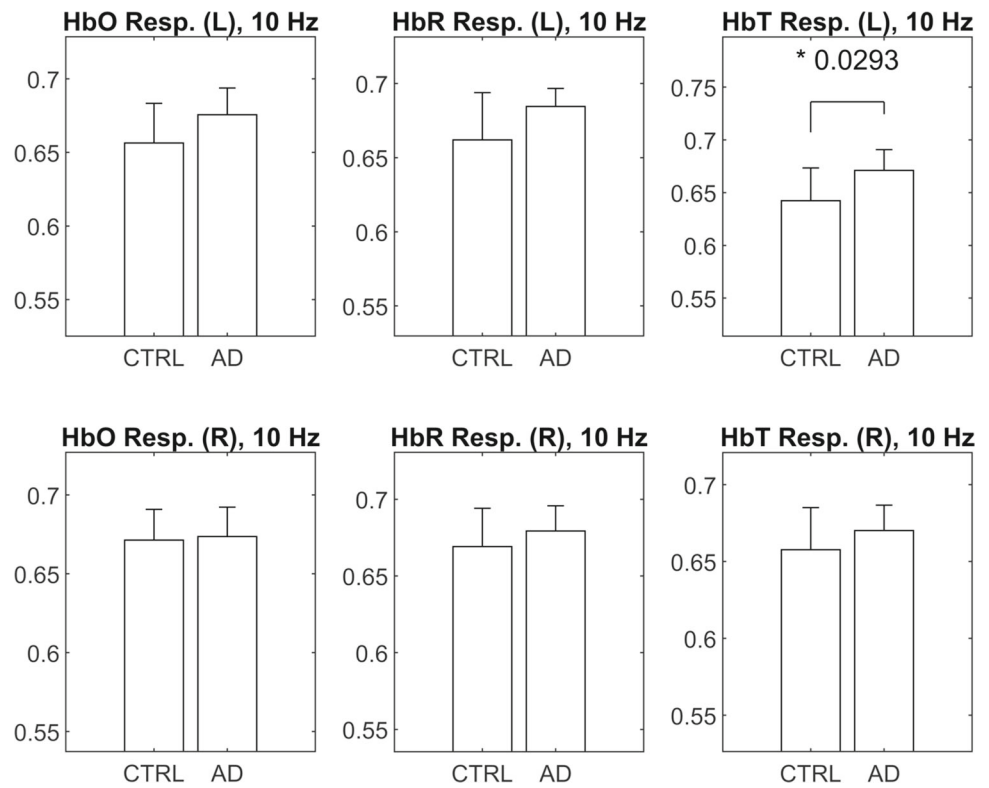 HbO Resp. (L), 10 Hz
0.7
0.65
0.6
0.55
CTRL AD
HbR Resp. (L), 10 Hz
0.7
0.65
0.6
0.55
CTRL AD
HbT Resp. (L), 10 Hz
* 0.0293
0.75
0.7
0.65
0.6
0.55
CTRL AD
HbO Resp. (R), 10 Hz
0.7
0.65
0.6
0.55
CTRL AD
HbR Resp. (R), 10 Hz
0.7
0.65
0.6
0.55
CTRL AD
HbT Resp. (R), 10 Hz
0.7
0.65
0.6
0.55
CTRL AD